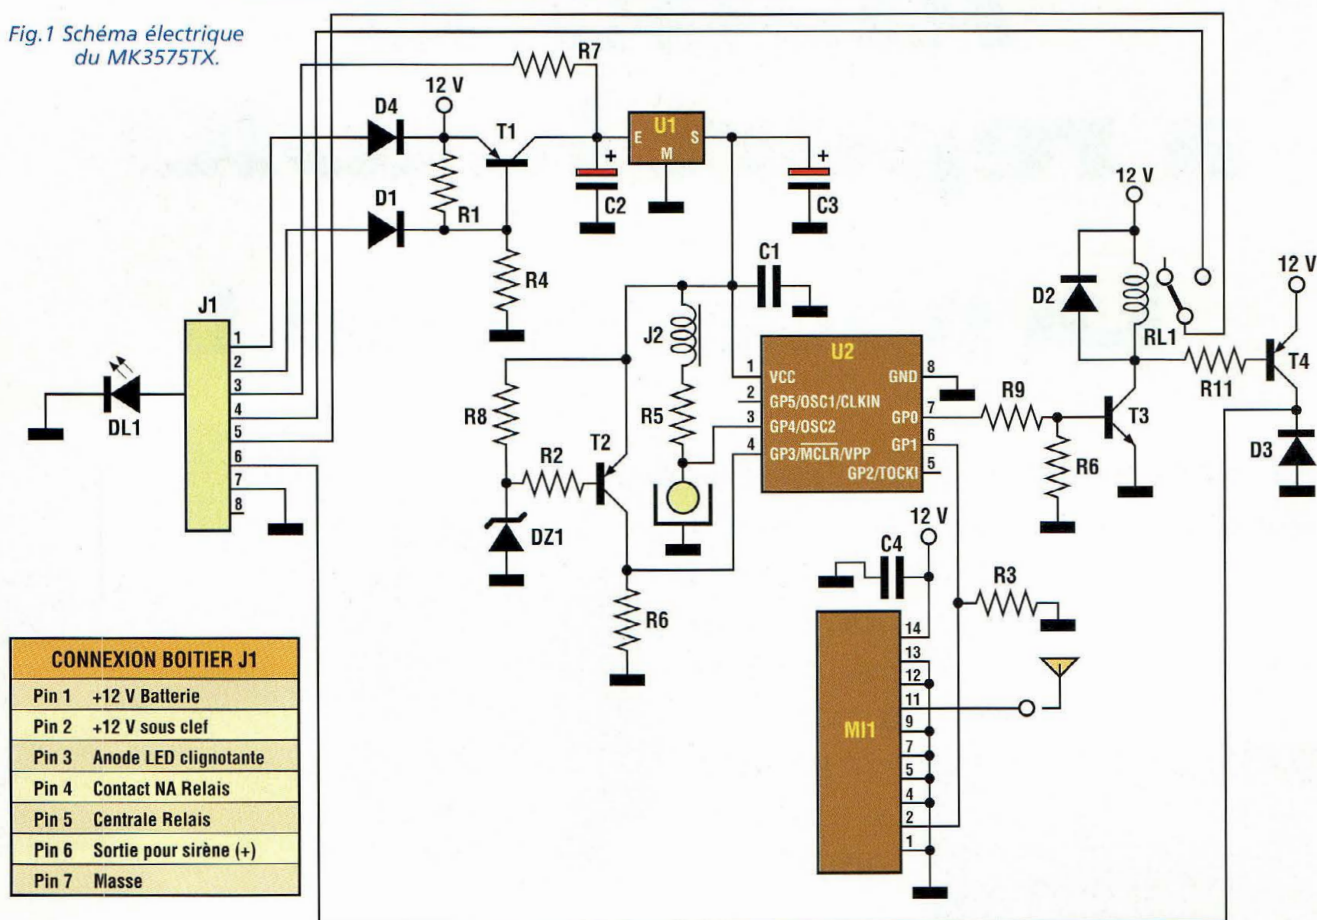 Fig.1 Schéma électrique
du MK3575TX.
R7
12 V
D4
T1
U1
E
S
M
+
+
D1
R1
C2
C3
12 V
R4
C1
D2
12 V
J1
J2
RL1
U2
T4
1
2
3
4
5
6
7
8
DL1
R8
R5
1
VCC
GND
8
R11
2
GP5/OSC1/CLKIN
3
GP4/OSC2
GP0
7
R9
T3
4
GP3/MCLR/VPP
GP1
6
GP2/TOCKI
5
T2
R2
R6
D3
DZ1
12 V
C4
R3
R6
14
13
12
11
9
7
5
4
2
1
MI1
CONNEXION BOITIER J1
Pin 1 +12 V Batterie
Pin 2 +12 V sous clef
Pin 3 Anode LED clignotante
Pin 4 Contact NA Relais
Pin 5 Centrale Relais
Pin 6 Sortie pour sirène (+)
Pin 7 Masse